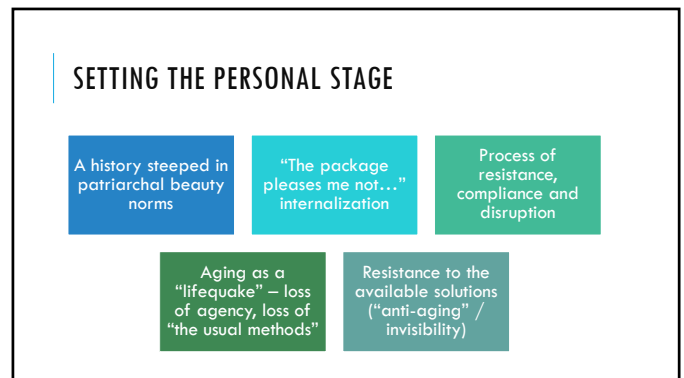 SETTING THE PERSONAL STAGE
A history steeped in
patriarchal beauty
norms
“The package
pleases me not…”
internalization
Process of
resistance,
compliance and
disruption
Aging as a
“lifequake” – loss
of agency, loss of
“the usual methods”
Resistance to the
available solutions
(“anti-aging” /
invisibility)